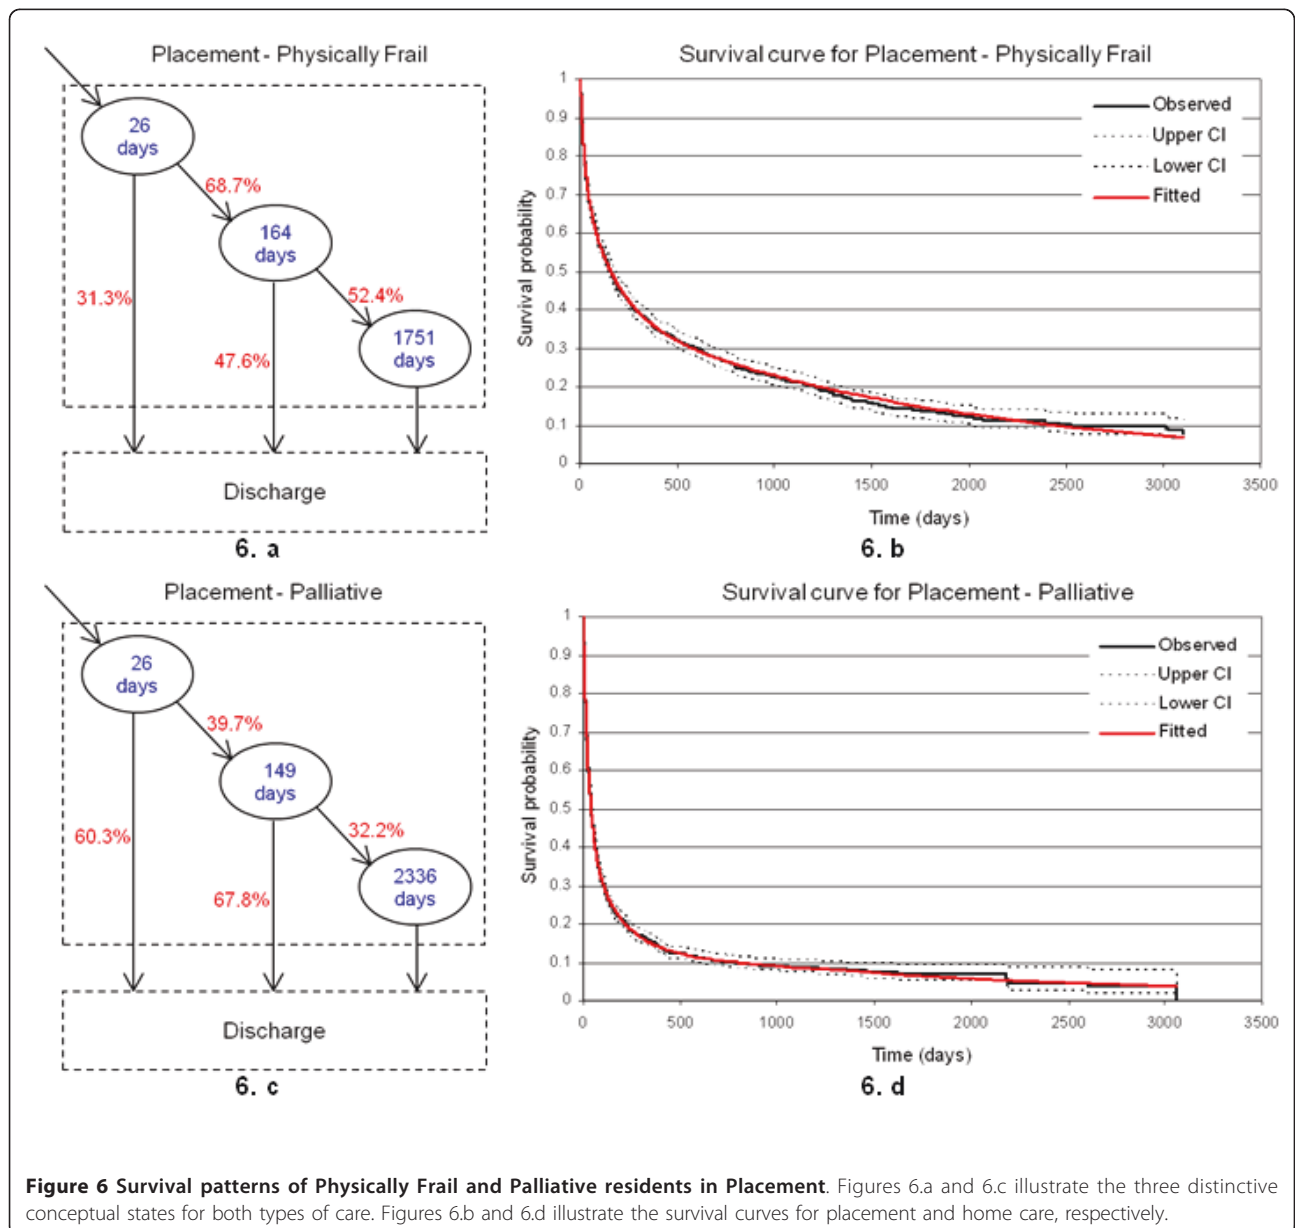 Placement - Physically Frail
26
days
68.7%
164
days
31.3%
52.4%
1751
days
47.6%
Discharge
6. a
Survival curve for Placement - Physically Frail
Survival probability
1
0.9
0.8
0.7
0.6
0.5
0.4
0.3
0.2
0.1
0
Observed
Upper CI
Lower CI
Fitted
0 500 1000 1500 2000 2500 3000 3500
Time (days)
6. b
Placement - Palliative
26
days
39.7%
149
days
60.3%
32.2%
2336
days
67.8%
Discharge
6. c
Survival curve for Placement - Palliative
Survival probability
1
0.9
0.8
0.7
0.6
0.5
0.4
0.3
0.2
0.1
0
Observed
Upper CI
Lower CI
Fitted
0 500 1000 1500 2000 2500 3000 3500
Time (days)
6. d
Figure 6 Survival patterns of Physically Frail and Palliative residents in Placement. Figures 6.a and 6.c illustrate the three distinctive
conceptual states for both types of care. Figures 6.b and 6.d illustrate the survival curves for placement and home care, respectively.